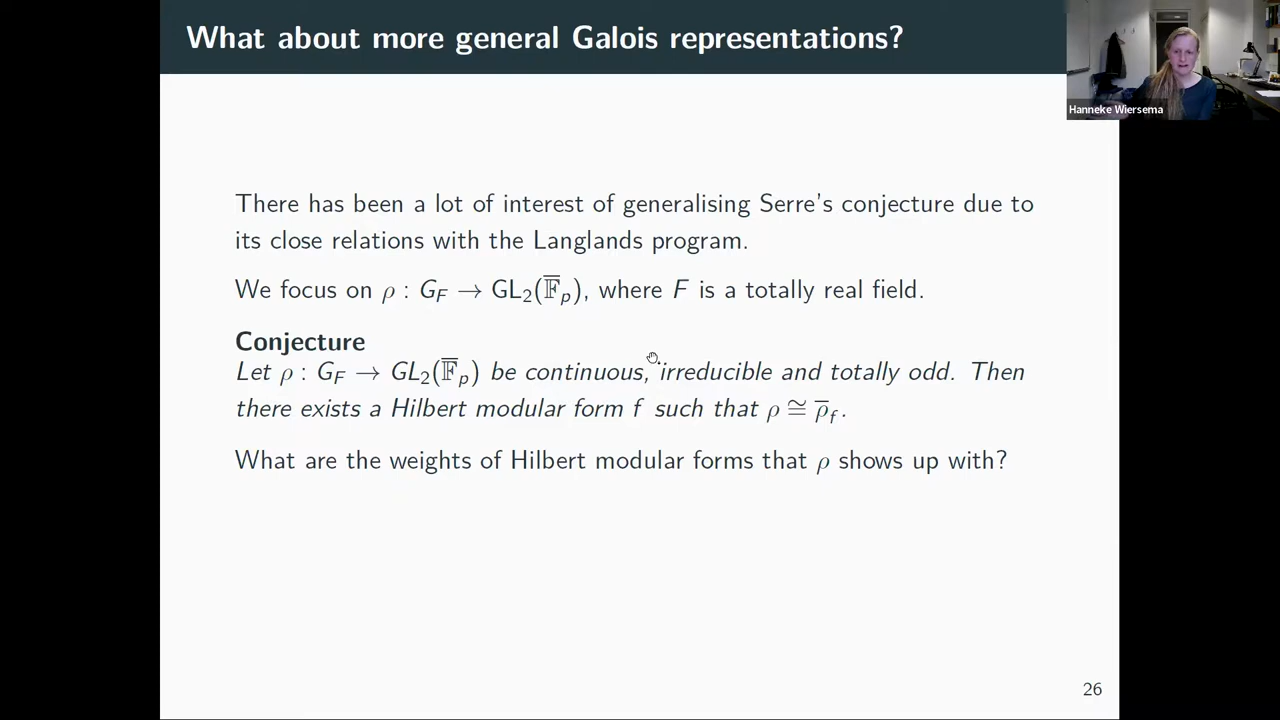 What about more general Galois representations?
Hanneke Wiersema
There has been a lot of interest of generalising Serre's conjecture due to
its close relations with the Langlands program.
We focus on ρ : G_F → GL₂(F̅_p), where F is a totally real field.
Conjecture
Let ρ : G_F → GL₂(F̅_p) be continuous, irreducible and totally odd. Then
there exists a Hilbert modular form f such that ρ ≅ ρ̅_f.
What are the weights of Hilbert modular forms that ρ shows up with?
26